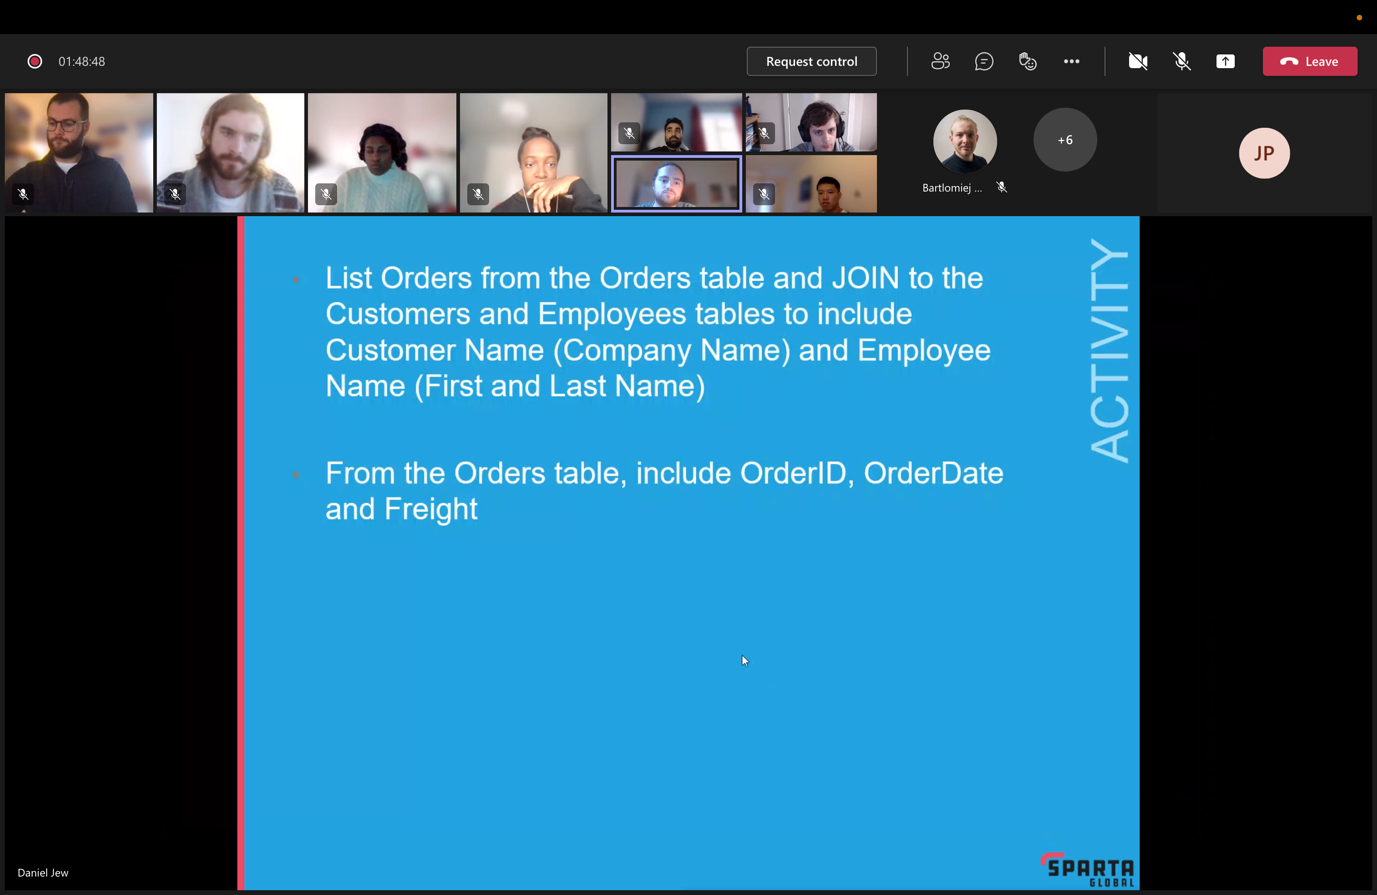 01:48:48
Request control
Leave
Bartlomiej ...
+6
JP
List Orders from the Orders table and JOIN to the
Customers and Employees tables to include
Customer Name (Company Name) and Employee
Name (First and Last Name)
From the Orders table, include OrderID, OrderDate
and Freight
ACTIVITY
Daniel Jew
SPARTA
GLOBAL